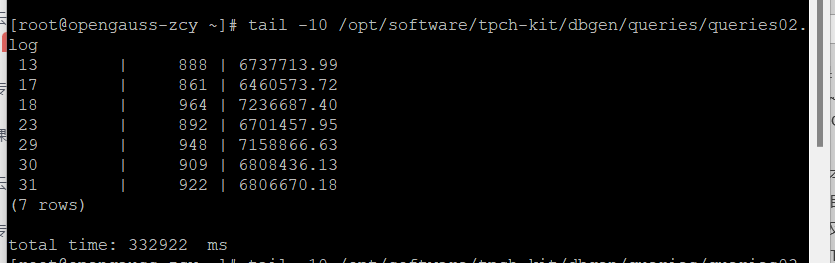 [root@opengauss-zcy ~]# tail -10 /opt/software/tpch-kit/dbgen/queries/queries02.
log
13 | 888 | 6737713.99
17 | 861 | 6460573.72
18 | 964 | 7236687.40
23 | 892 | 6701457.95
29 | 948 | 7158866.63
30 | 909 | 6808436.13
31 | 922 | 6806670.18
(7 rows)
total time: 332922 ms
[root@opengauss-zcy ~]# tail -10 /opt/software/tpch-kit/dbgen/queries/queries02